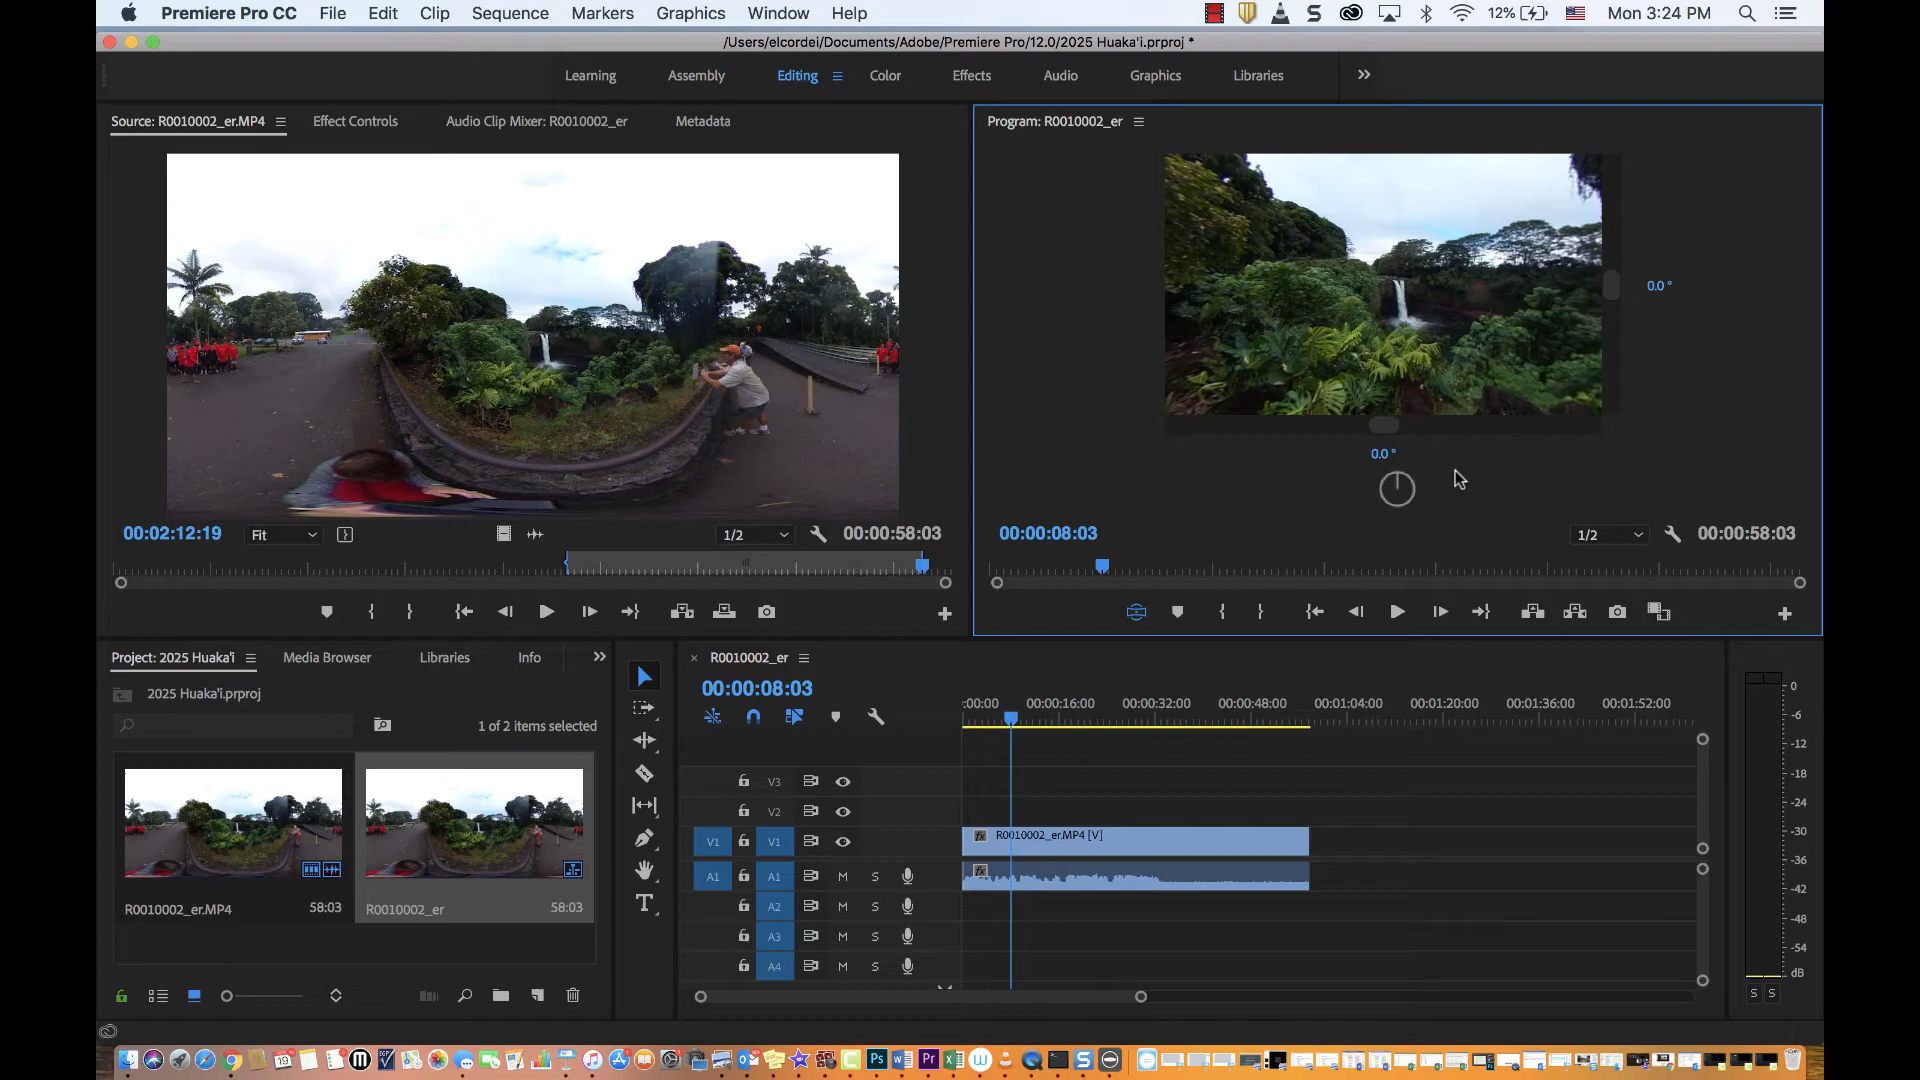 Premiere Pro CC File Edit Clip Sequence Markers Graphics Window Help 12% Mon 3:24 PM
/Users/elcordei/Documents/Adobe/Premiere Pro/12.0/2025 Huaka'i.prproj *
Learning Assembly Editing Color Effects Audio Graphics Libraries
Source: R0010002_er.MP4 Effect Controls Audio Clip Mixer: R0010002_er Metadata
Program: R0010002_er
0.0 °
0.0 °
00:02:12:19 Fit 1/2 00:00:58:03
00:00:08:03 1/2 00:00:58:03
Project: 2025 Huaka'i Media Browser Libraries Info
2025 Huaka'i.prproj
1 of 2 items selected
R0010002_er.MP4 58:03
R0010002_er 58:03
R0010002_er
00:00:08:03
:00:00 00:00:16:00 00:00:32:00 00:00:48:00 00:01:04:00 00:01:20:00 00:01:36:00 00:01:52:00
V3
V2
V1 V1 fx R0010002_er.MP4 [V]
A1 A1 M S fx
A2 M S
A3 M S
A4 M S
0
-6
-12
-18
-24
-30
-36
-42
-48
-54
dB
S S